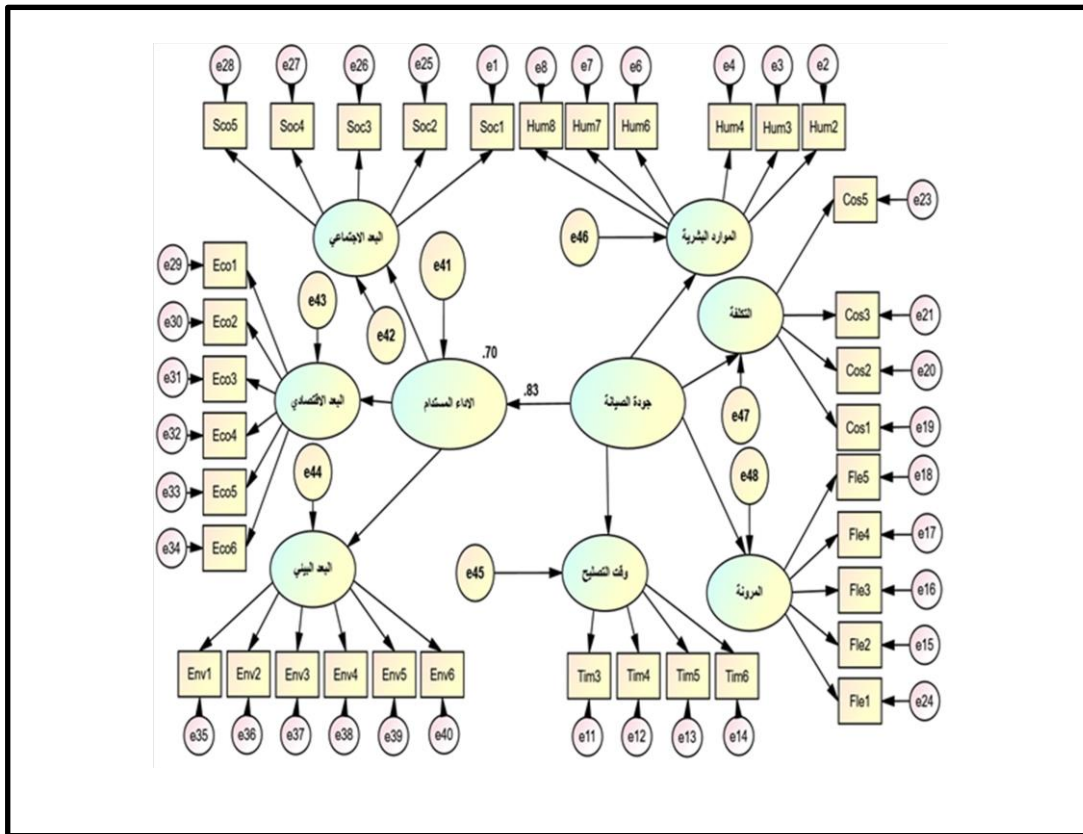 e28
e27
e26
e25
e1
e8
e7
e6
e4
e3
e2
Sco5
Soc4
Soc3
Soc2
Soc1
Hum8
Hum7
Hum6
Hum4
Hum3
Hum2
Cos5
e23
البعد الاجتماعي
e46
الموارد البشرية
e29
Eco1
e41
e43
e30
Eco2
e42
التكلفة
Cos3
e21
e31
Eco3
.70
Cos2
e20
البعد الاقتصادي
الاداء المستدام
.83
جودة الصيانة
e32
Eco4
e47
Cos1
e19
e33
Eco5
e44
e48
Fle5
e18
e34
Eco6
Fle4
e17
البعد البيئي
e45
وقت التصليح
المرونة
Fle3
e16
Fle2
e15
Env1
Env2
Env3
Env4
Env5
Env6
Tim3
Tim4
Tim5
Tim6
Fle1
e24
e35
e36
e37
e38
e39
e40
e11
e12
e13
e14